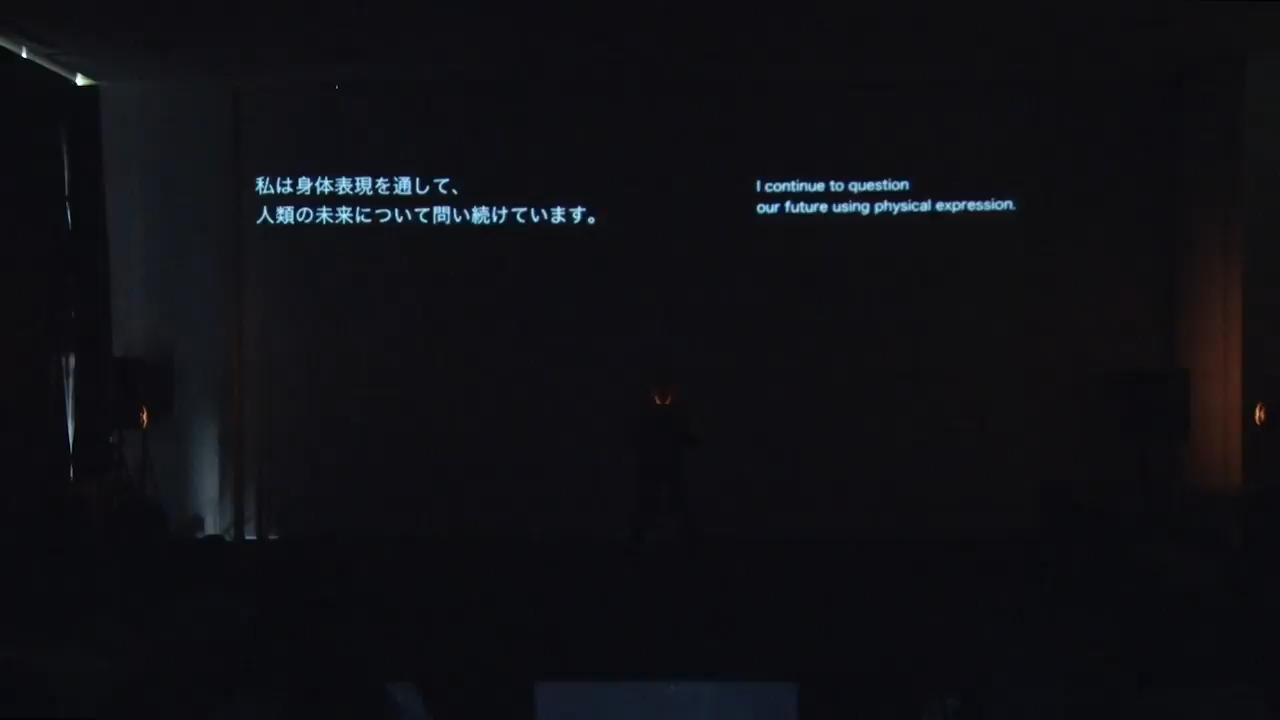 私は身体表現を通して、
人類の未来について問い続けています。
I continue to question
our future using physical expression.